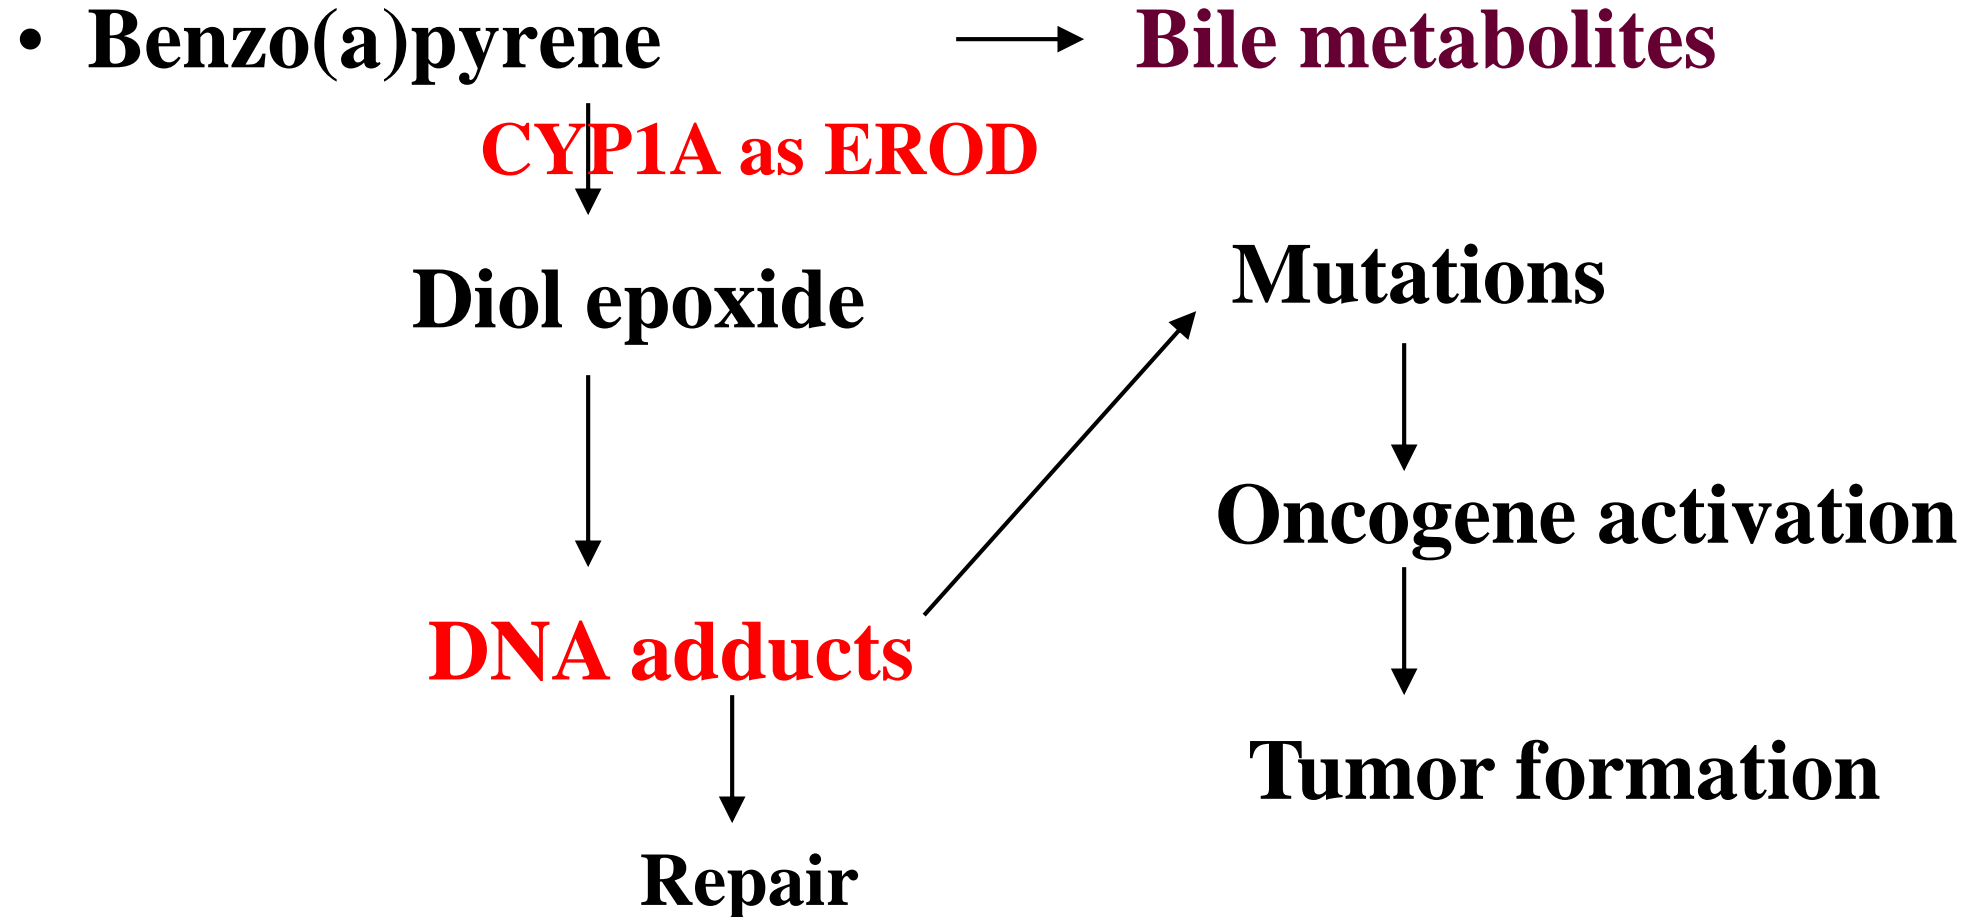 • Benzo(a)pyrene
Bile metabolites
CYP1A as EROD
Diol epoxide
Mutations
Oncogene activation
DNA adducts
Tumor formation
Repair